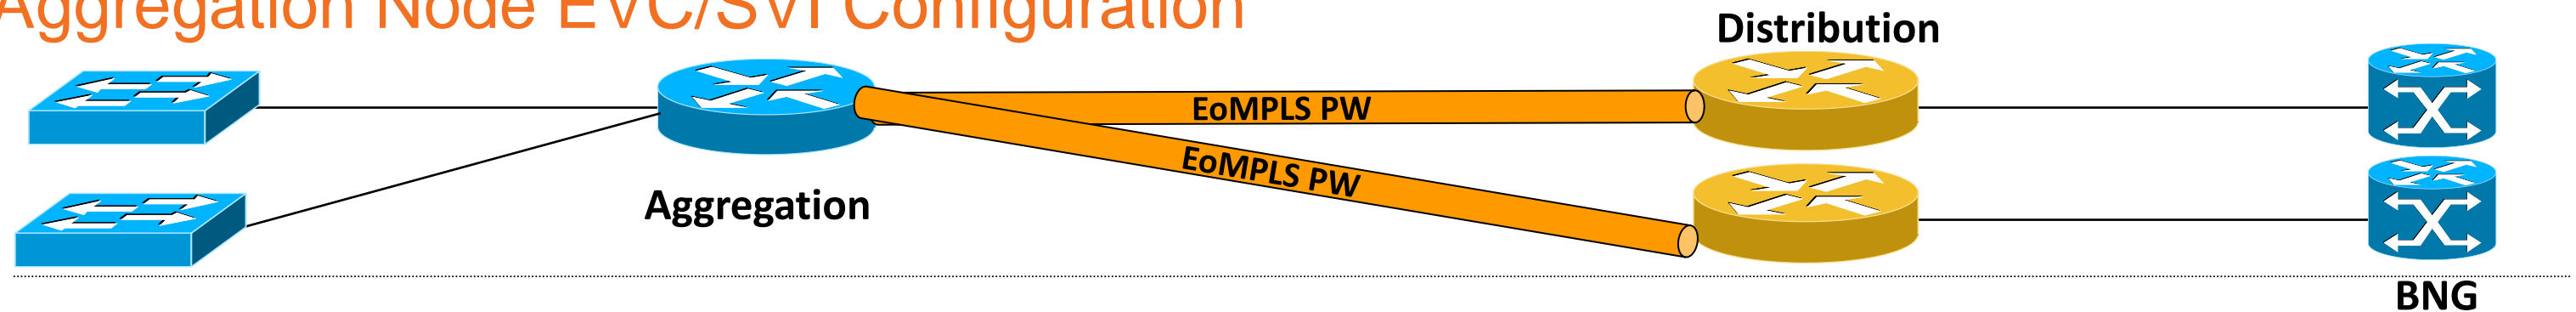 Aggregation Node EVC/SVI Configuration
Distribution
EoMPLS PW
EoMPLS PW
Aggregation
BNG